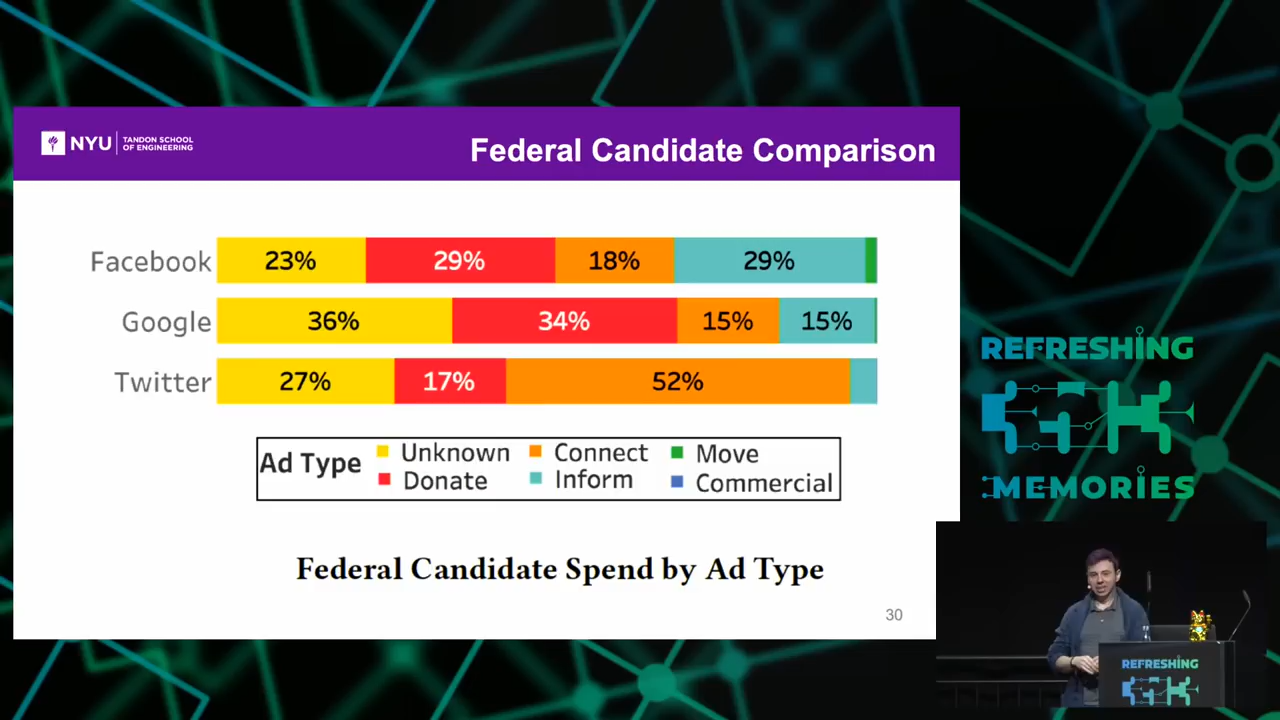 NYU
TANDON SCHOOL
OF ENGINEERING
Federal Candidate Comparison
Facebook 23% 29% 18% 29%
Google 36% 34% 15% 15%
Twitter 27% 17% 52%
Ad Type
Unknown Connect Move
Donate Inform Commercial
Federal Candidate Spend by Ad Type
30
REFRESHING
MEMORIES
REFRESHING